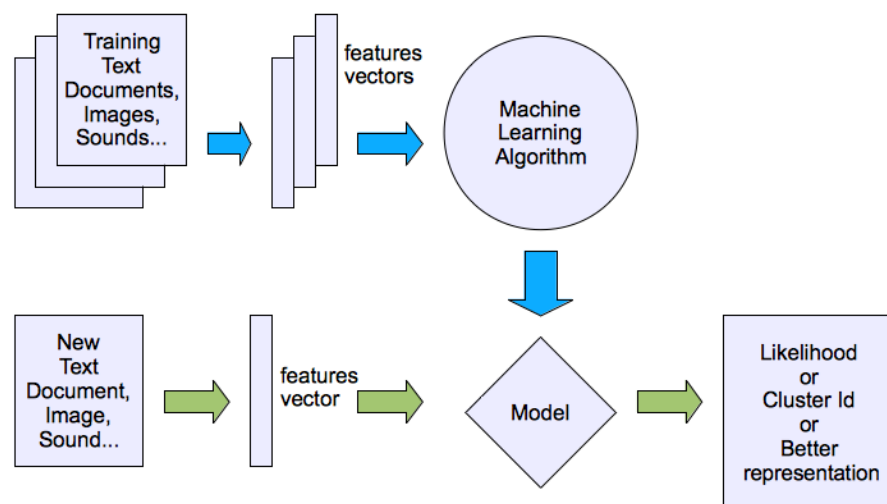 Training
Text
Documents,
Images,
Sounds...
features
vectors
Machine
Learning
Algorithm
New
Text
Document,
Image,
Sound...
features
vector
Model
Likelihood
or
Cluster Id
or
Better
representation